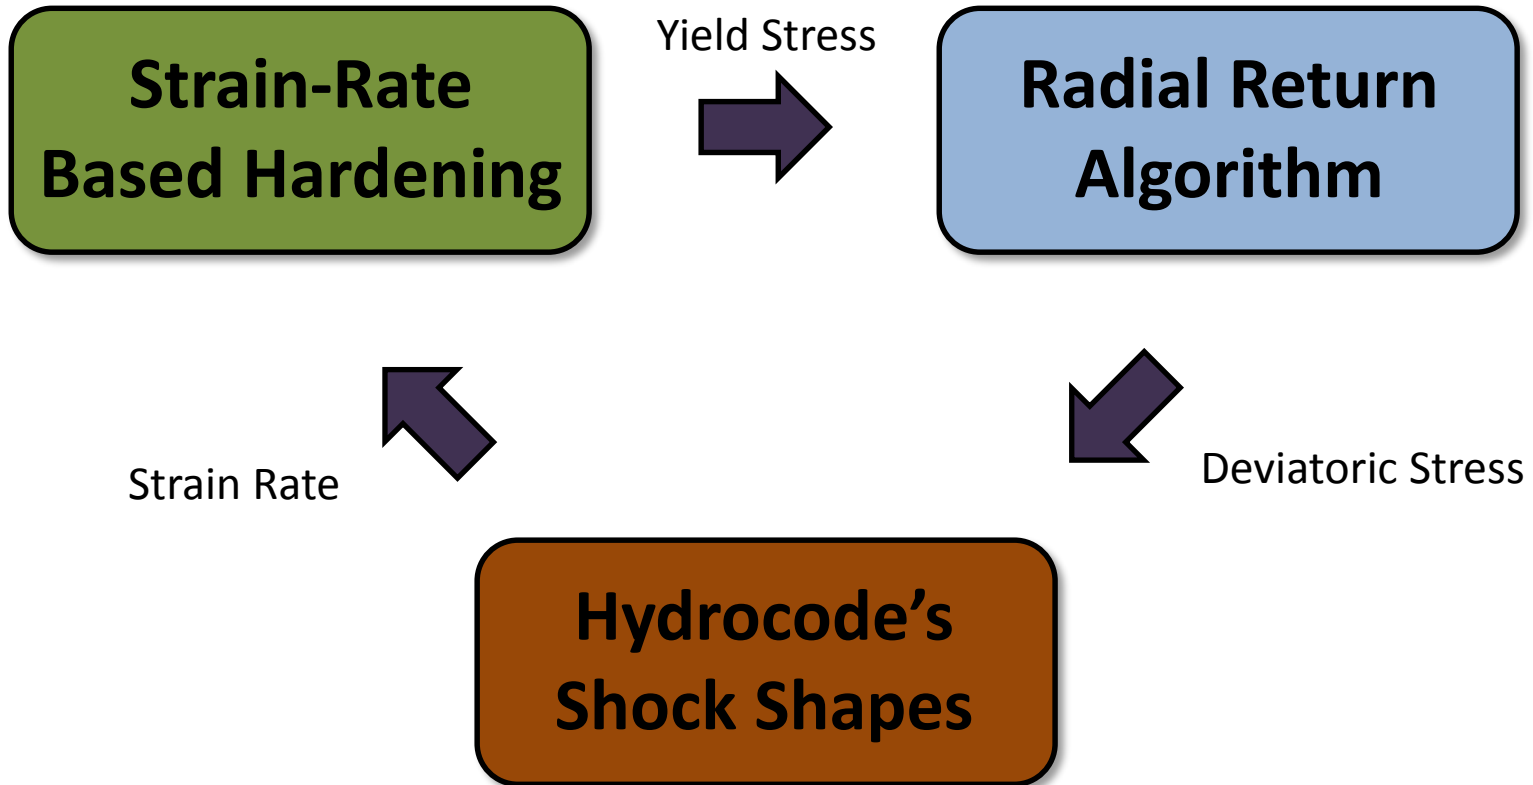 Strain-Rate
Based Hardening
Yield Stress
Radial Return
Algorithm
Strain Rate
Deviatoric Stress
Hydrocode’s
Shock Shapes